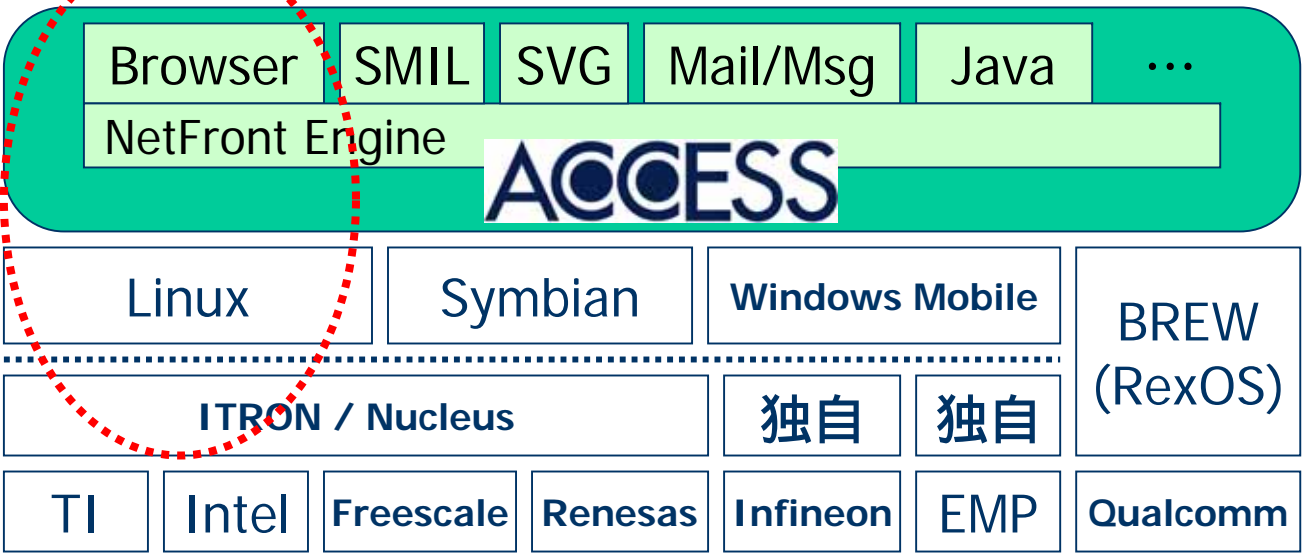 Browser SMIL SVG Mail/Msg Java …
NetFront Engine
ACCESS
Linux Symbian Windows Mobile BREW
(RexOS)
ITRON / Nucleus 独自 独自
TI Intel Freescale Renesas Infineon EMP Qualcomm